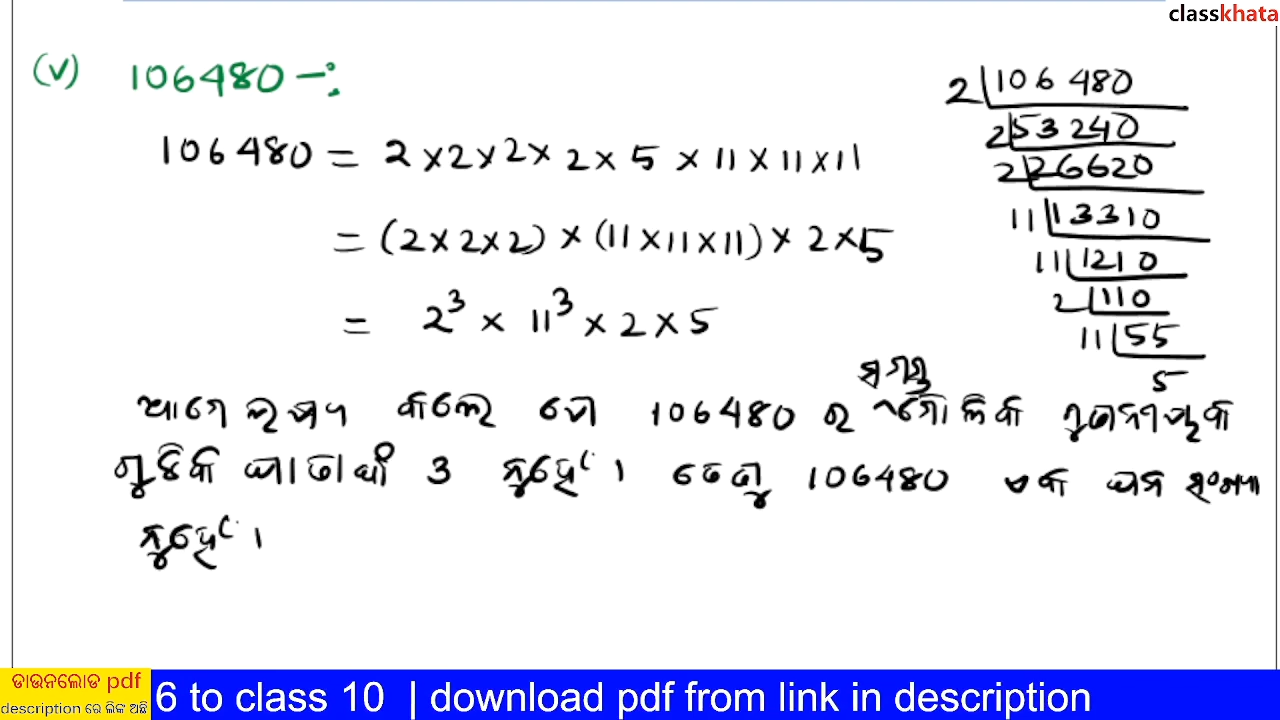 classkhata
(v) 106480 –:
106480 = 2 × 2 × 2 × 2 × 5 × 11 × 11 × 11
= (2 × 2 × 2) × (11 × 11 × 11) × 2 × 5
= 2³ × 11³ × 2 × 5
2 | 106480
2 | 53240
2 | 26620
11 | 13310
11 | 1210
2 | 110
11 | 55
5
ସମସ୍ତ
ଆମେ ଲକ୍ଷ୍ୟ କଲେ ଯେ 106480 ର ^ମୌଳିକ ଗୁଣନୀୟକ
ଗୁଡିକ ଘାତାଙ୍କ 3 ନୁହେଁ । ତେଣୁ 106480 ଏକ ଘନ ସଂଖ୍ୟା
ନୁହେଁ ।
ଡାଉନଲୋଡ pdf
description ରେ ଲିଙ୍କ ଅଛି
6 to class 10 | download pdf from link in description